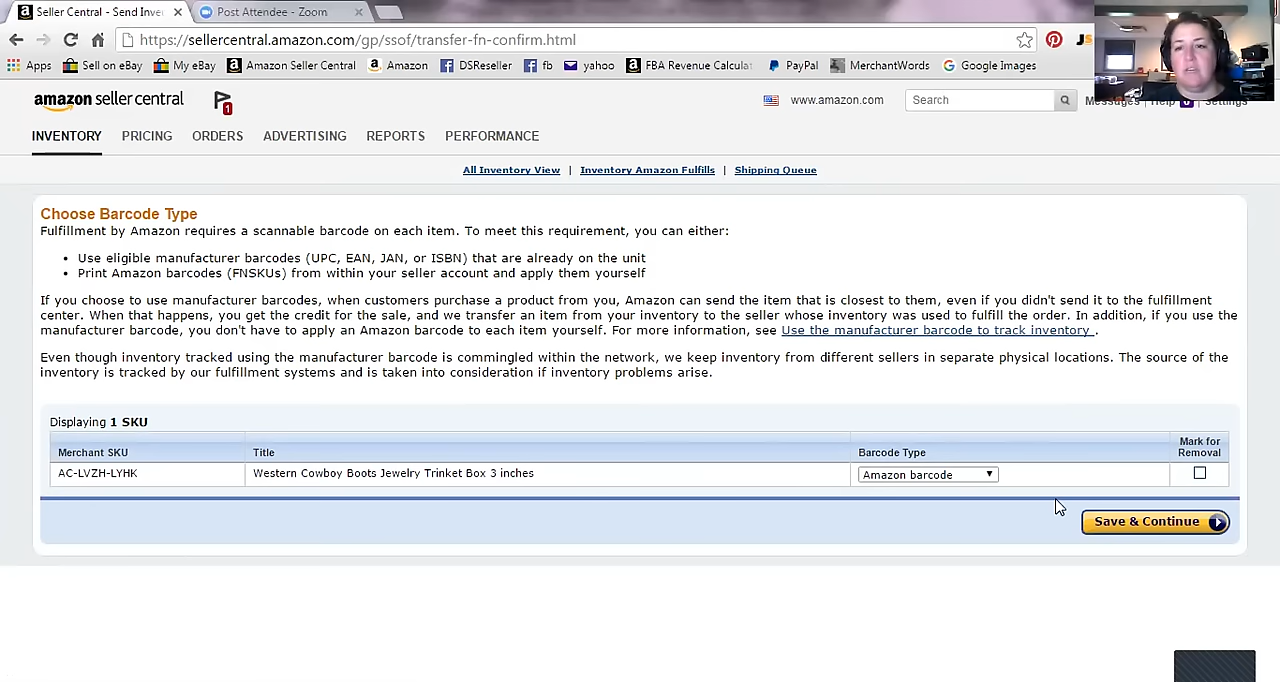 Seller Central - Send Inve
Post Attendee - Zoom
https://sellercentral.amazon.com/gp/ssof/transfer-fnconfirm.html
Apps Sell on eBay My eBay Amazon Seller Central Amazon DSRtseller fb yahoo FBA Revenue Calculat PayPal MerchantWords Google Images
amazon seller central 1 www.amazon.com Search Messages | Help | Settings
INVENTORY PRICING ORDERS ADVERTISING REPORTS PERFORMANCE
All Inventory View | Inventory Amazon Fulfills | Shipping Queue
Choose Barcode Type
Fulfillment by Amazon requires a scannable barcode on each item. To meet this requirement, you can either:
• Use eligible manufacturer barcodes (UPC, EAN, JAN, or ISBN) that are already on the unit
• Print Amazon barcodes (FNSKUs) from within your seller account and apply them yourself
If you choose to use manufacturer barcodes, when customers purchase a product from you, Amazon can send the item that is closest to them, even if you didn't send it to the fulfillment
center. When that happens, you get the credit for the sale, and we transfer an item from your inventory to the seller whose inventory was used to fulfill the order. In addition, if you use the
manufacturer barcode, you don't have to apply an Amazon barcode to each item yourself. For more information, see Use the manufacturer barcode to track inventory .
Even though inventory tracked using the manufacturer barcode is commingled within the network, we keep inventory from different sellers in separate physical locations. The source of the
inventory is tracked by our fulfillment systems and is taken into consideration if inventory problems arise.
Displaying 1 SKU
Merchant SKU Title Barcode Type Mark for Removal
AC-LVZH-LYHK Western Cowboy Boots Jewelry Trinket Box 3 inches Amazon barcode
Save & Continue